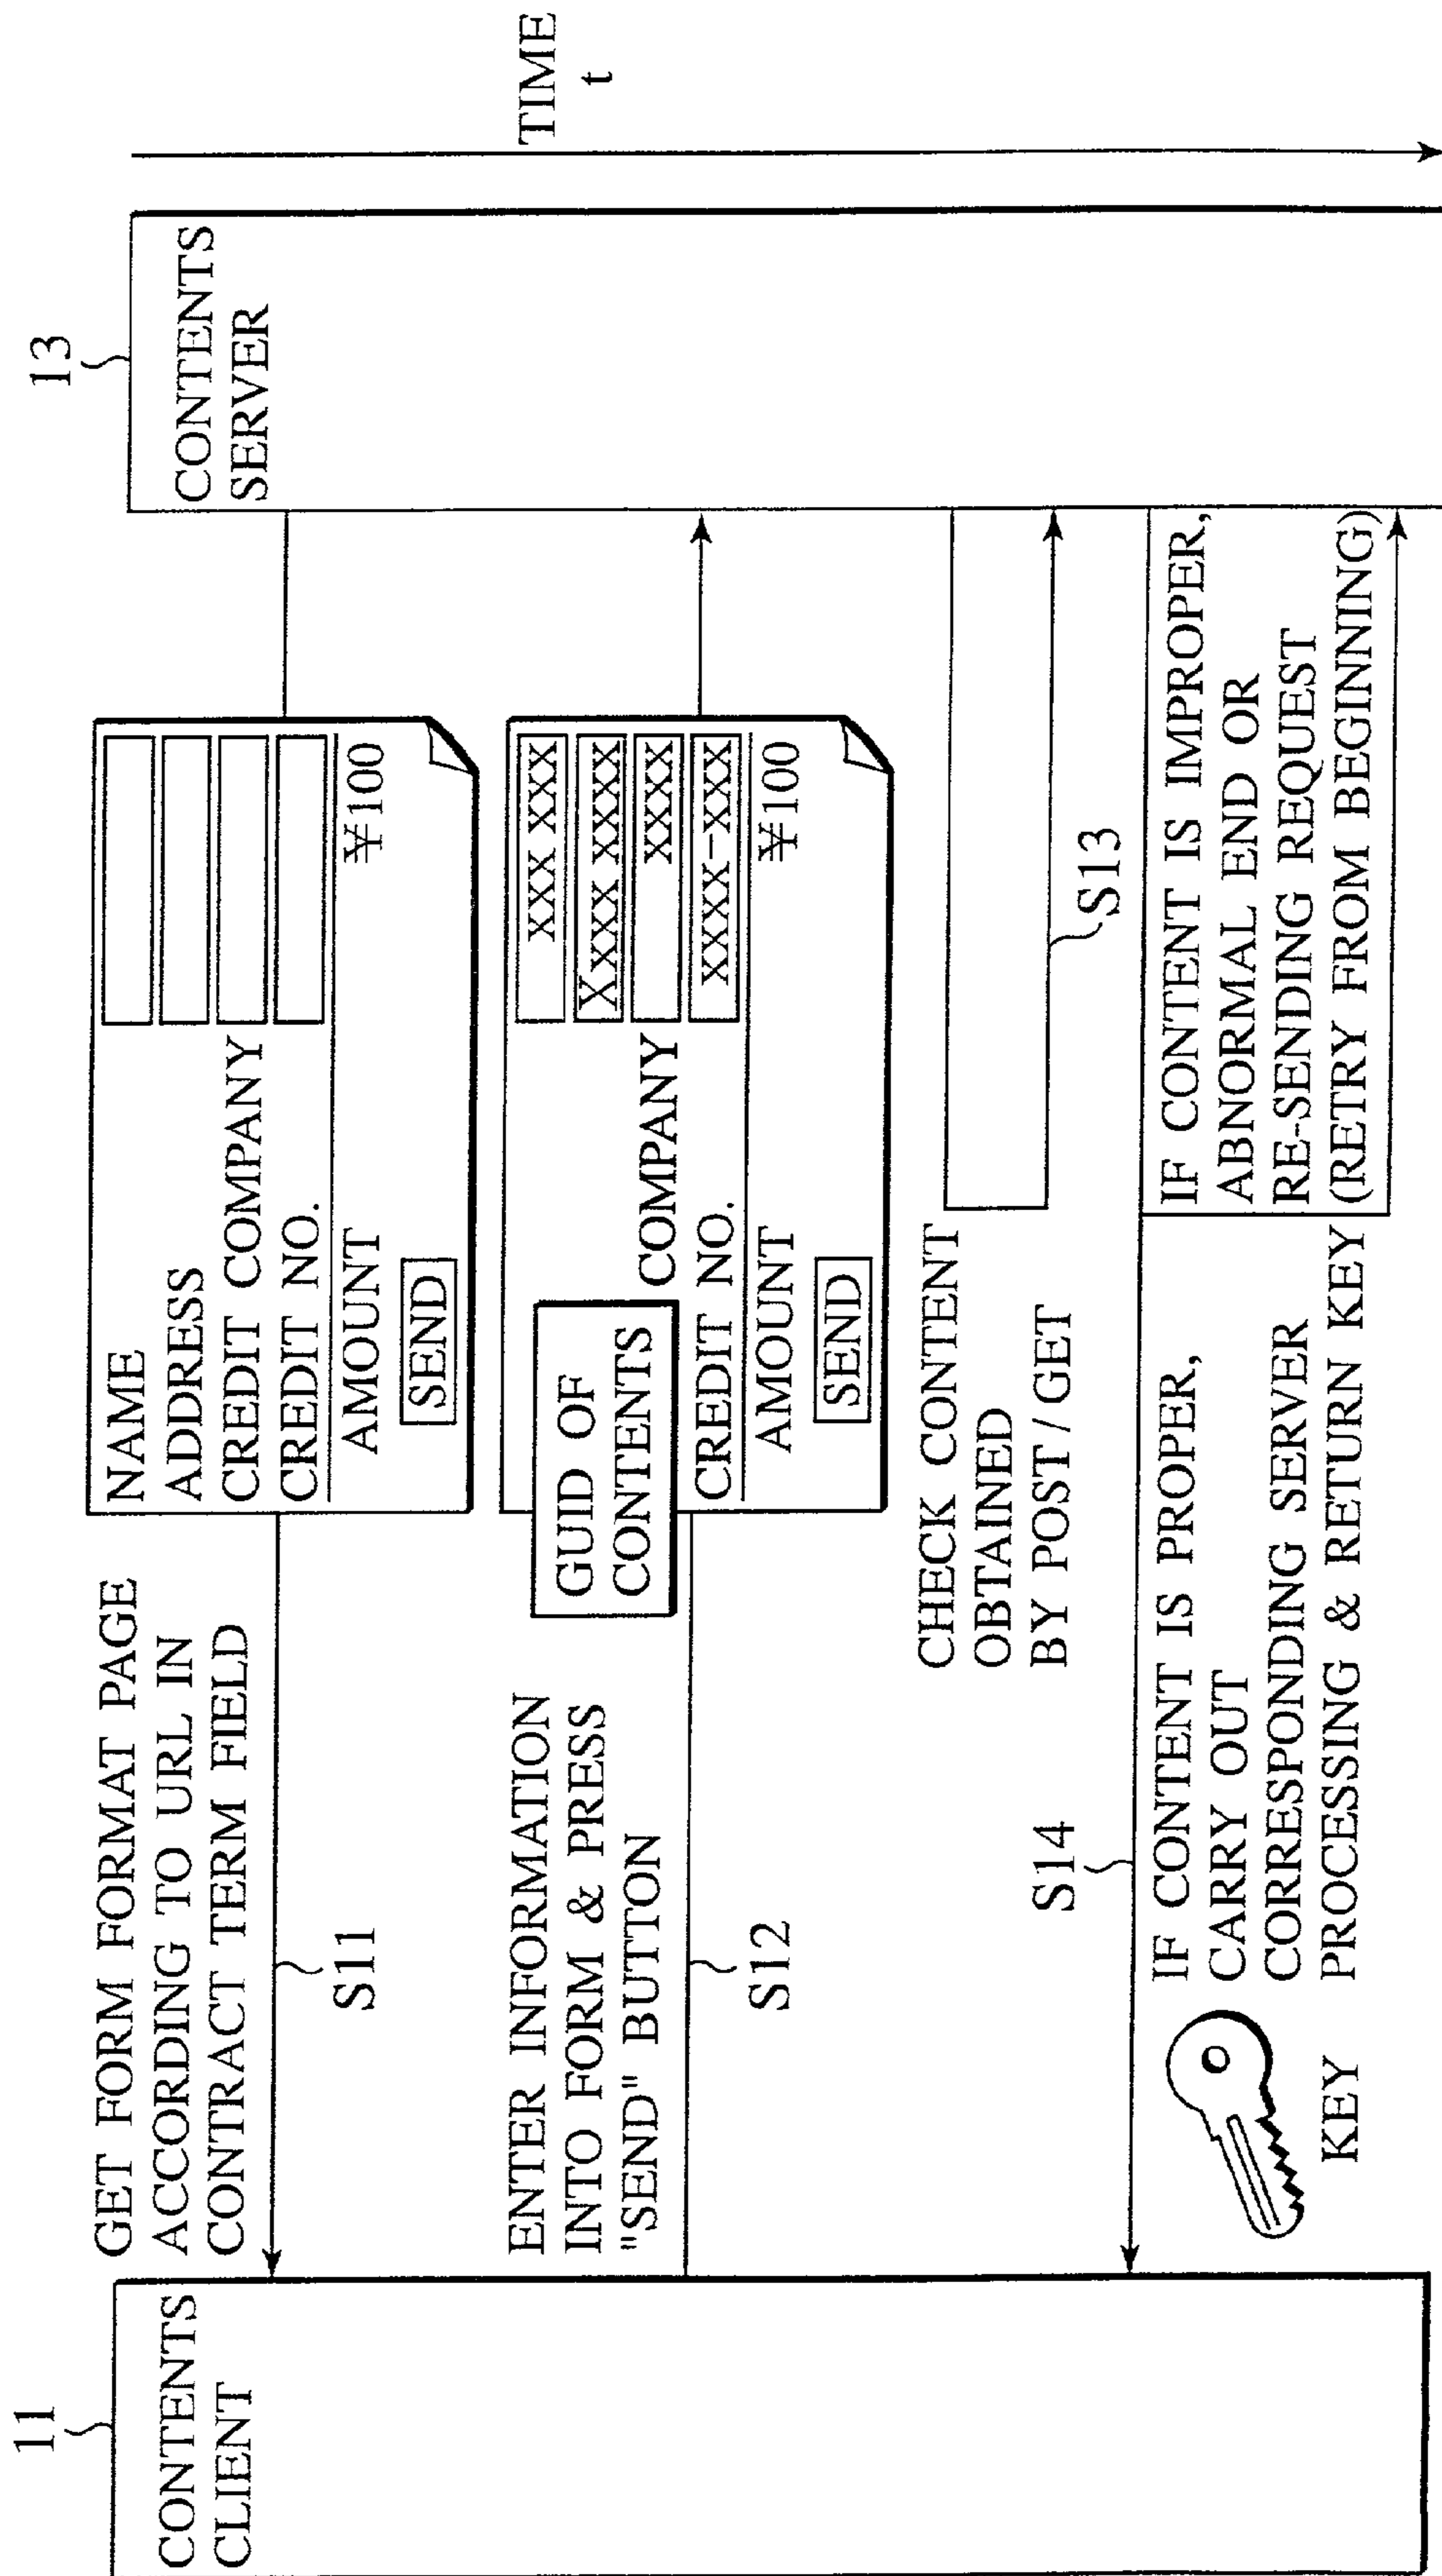 11
CONTENTS
CLIENT
13
CONTENTS
SERVER
TIME
t
GET FORM FORMAT PAGE
ACCORDING TO URL IN
CONTRACT TERM FIELD
S11
NAME
ADDRESS
CREDIT COMPANY
CREDIT NO.
AMOUNT ¥100
SEND
ENTER INFORMATION
INTO FORM & PRESS
"SEND" BUTTON
S12
GUID OF
CONTENTS
xxx xxx
Xxxx xxxx
COMPANY xxxx
CREDIT NO. xxxx-xxx
AMOUNT ¥100
SEND
CHECK CONTENT
OBTAINED
BY POST / GET
S13
S14
IF CONTENT IS PROPER,
CARRY OUT
CORRESPONDING SERVER
PROCESSING & RETURN KEY
KEY
IF CONTENT IS IMPROPER,
ABNORMAL END OR
RE-SENDING REQUEST
(RETRY FROM BEGINNING)